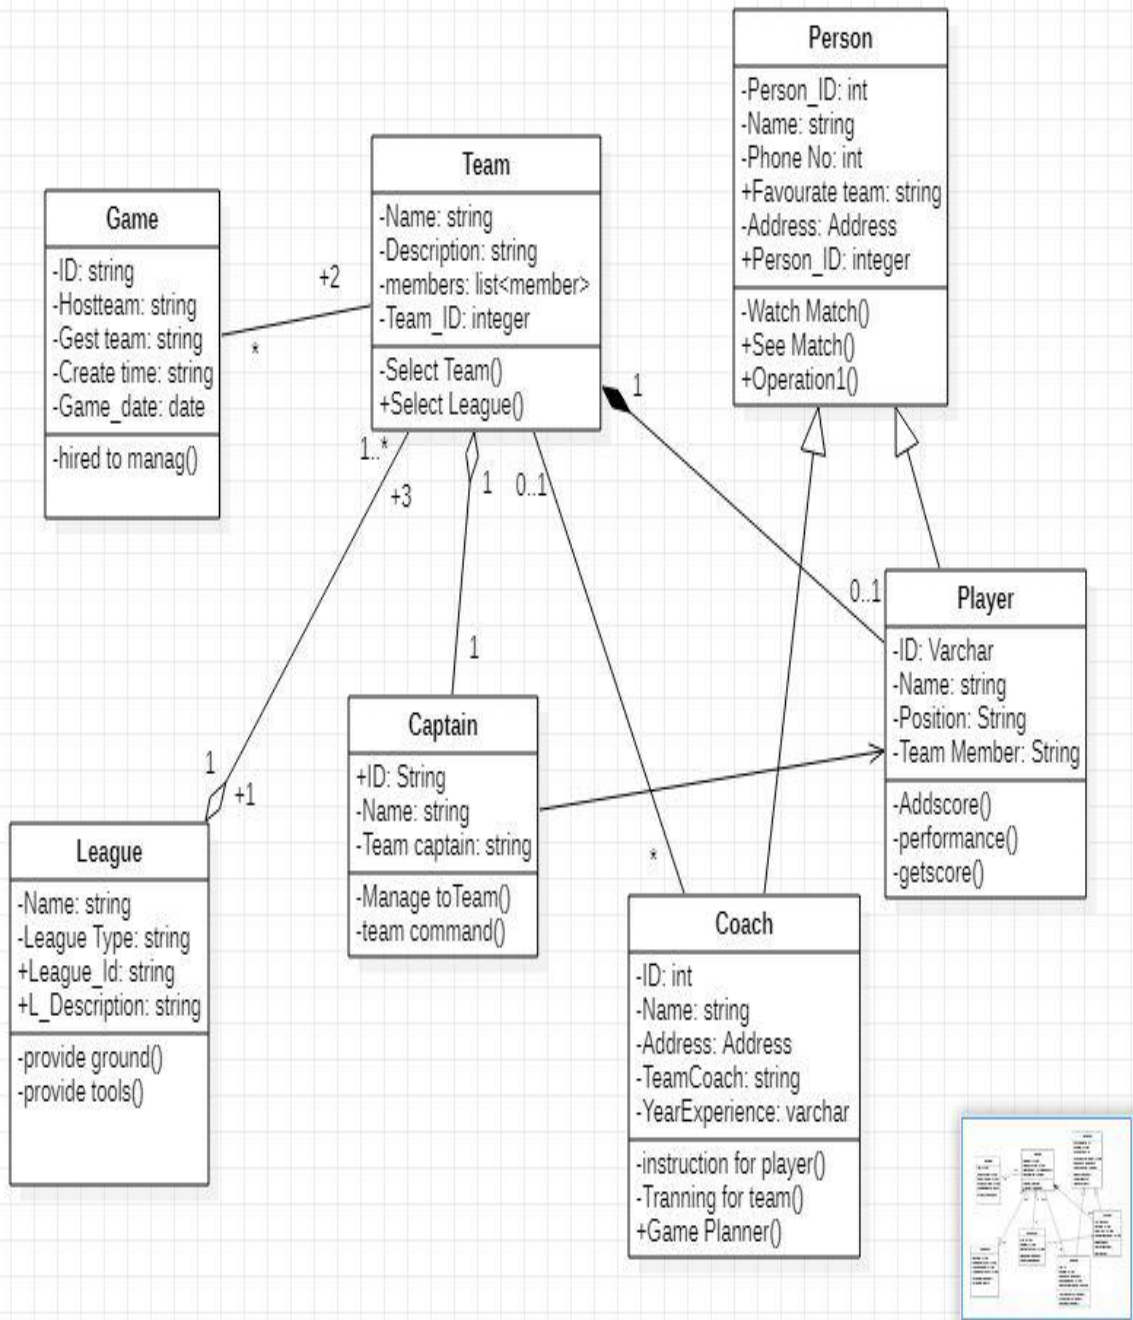 Person
-Person_ID: int
-Name: string
-Phone No: int
+Favourate team: string
-Address: Address
+Person_ID: integer
-Watch Match()
+See Match()
+Operation1()
Team
-Name: string
-Description: string
-members: list<member>
-Team_ID: integer
-Select Team()
+Select League()
Game
-ID: string
-Hostteam: string
-Gest team: string
-Create time: string
-Game_date: date
-hired to manag()
+2
*
1
1..*
+3
1
0..1
0..1
1
1
+1
*
Player
-ID: Varchar
-Name: string
-Position: String
-Team Member: String
-Addscore()
-performance()
-getscore()
Captain
+ID: String
-Name: string
-Team captain: string
-Manage toTeam()
-team command()
League
-Name: string
-League Type: string
+League_Id: string
+L_Description: string
-provide ground()
-provide tools()
Coach
-ID: int
-Name: string
-Address: Address
-TeamCoach: string
-YearExperience: varchar
-instruction for player()
-Tranning for team()
+Game Planner()